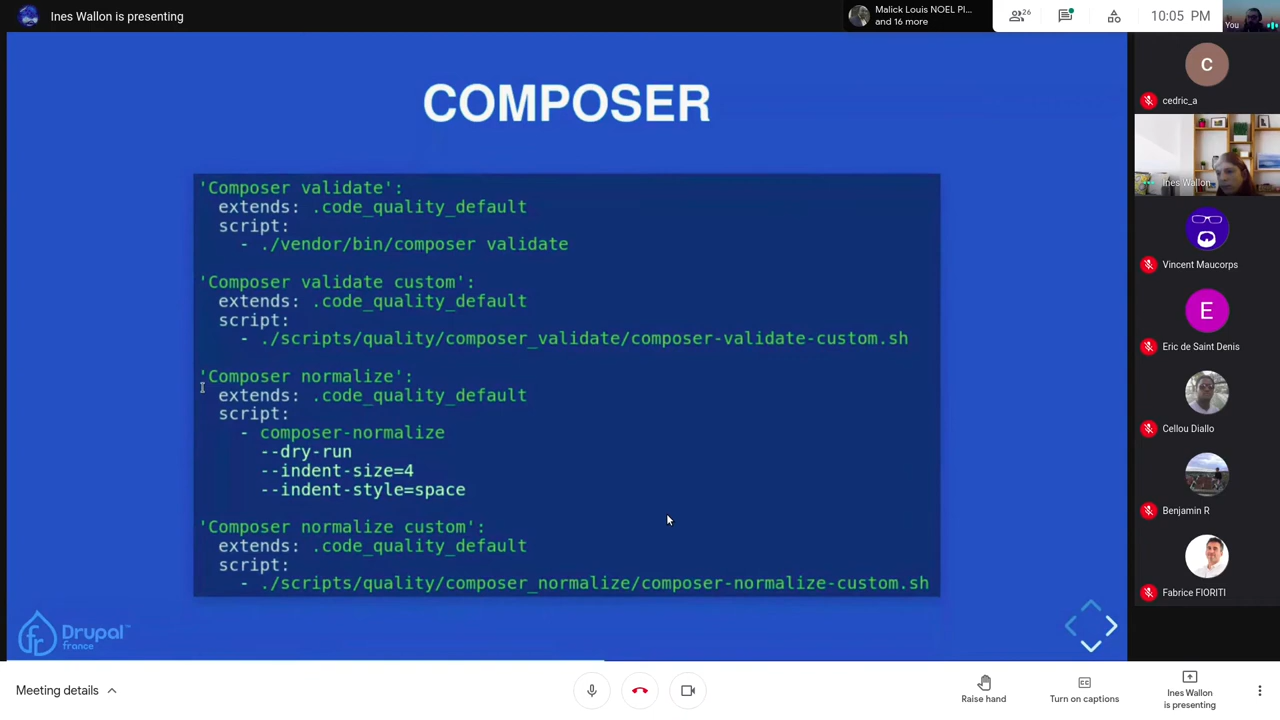 Ines Wallon is presenting
Malick Louis NOEL PI...
and 16 more
26
10:05 PM
You
COMPOSER
'Composer validate':
extends: .code_quality_default
script:
- ./vendor/bin/composer validate
'Composer validate custom':
extends: .code_quality_default
script:
- ./scripts/quality/composer_validate/composer-validate-custom.sh
'Composer normalize':
extends: .code_quality_default
script:
- composer-normalize
--dry-run
--indent-size=4
--indent-style=space
'Composer normalize custom':
extends: .code_quality_default
script:
- ./scripts/quality/composer_normalize/composer-normalize-custom.sh
fr
Drupal™
france
C
cedric_a
Ines Wallon
Vincent Maucorps
E
Eric de Saint Denis
Cellou Diallo
Benjamin R
Fabrice FIORITI
Meeting details
Raise hand
CC
Turn on captions
Ines Wallon
is presenting